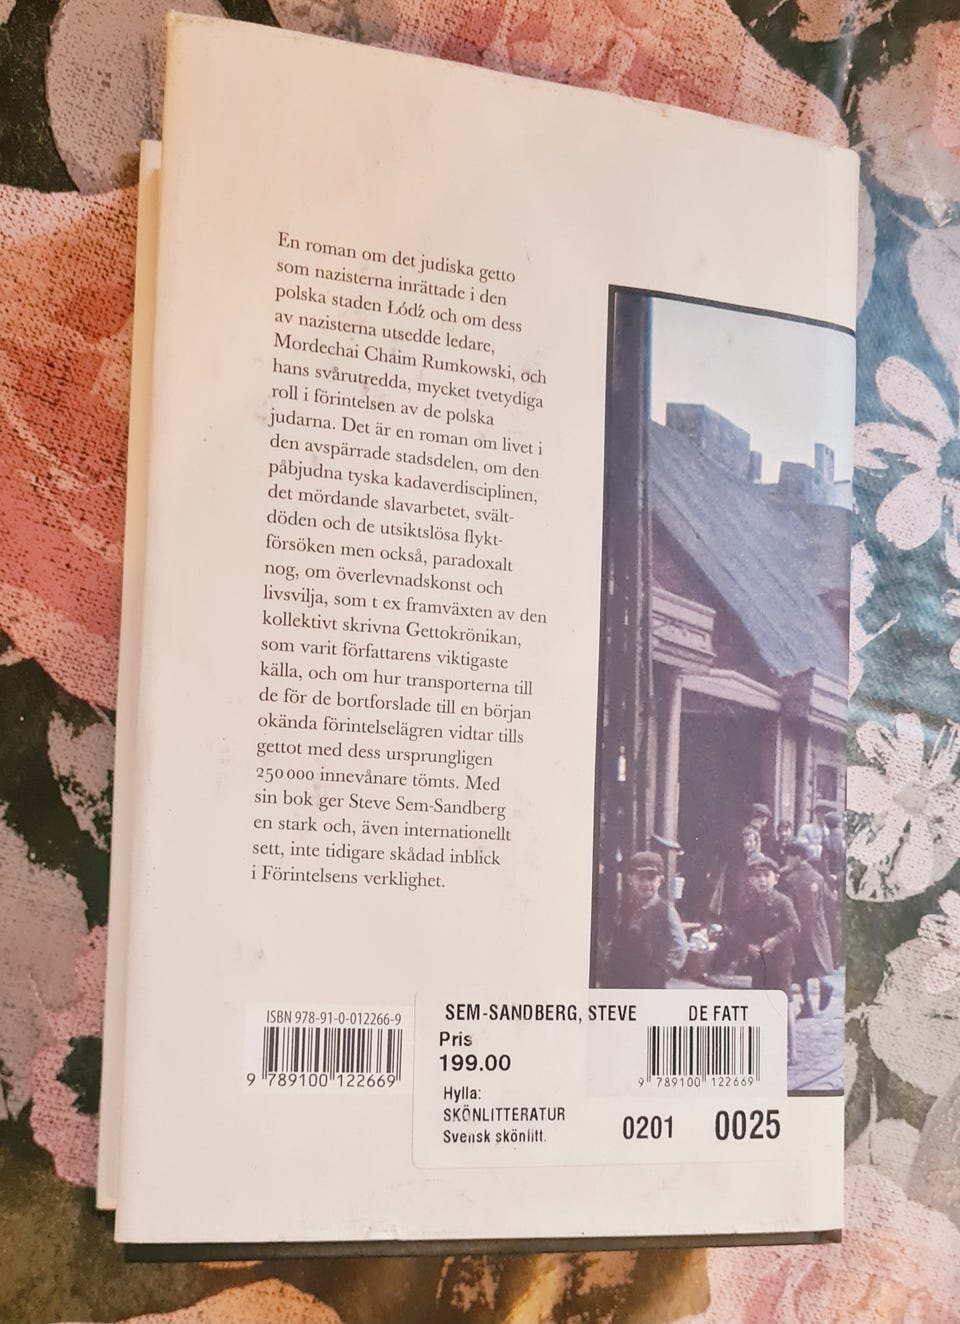 En roman om det judiska getto
som nazisterna inrättade i den
polska staden Łódź och om dess
av nazisterna utsedde ledare,
Mordechai Chaim Rumkowski, och
hans svårutredda, mycket tvetydiga
roll i förintelsen av de polska
judarna. Det är en roman om livet i
den avspärrade stadsdelen, om den
påbjudna tyska kadaverdisciplinen,
det mördande slavarbetet, svält-
döden och de utsiktslösa flykt-
försöken men också, paradoxalt
nog, om överlevnadskonst och
livsvilja, som t ex framväxten av den
kollektivt skrivna Gettokrönikan,
som varit författarens viktigaste
källa, och om hur transporterna till
de för de bortforslade till en början
okända förintelselägren vidtar tills
gettot med dess ursprungligen
250 000 innevånare tömts. Med
sin bok ger Steve Sem-Sandberg
en stark och, även internationellt
sett, inte tidigare skådad inblick
i Förintelsens verklighet.
ISBN 978-91-0-012266-9
9 789100 122669
SEM-SANDBERG, STEVE DE FATT
Pris
199.00
9 789100 122669
Hylla:
SKÖNLITTERATUR
Svensk skönlitt.
0201 0025